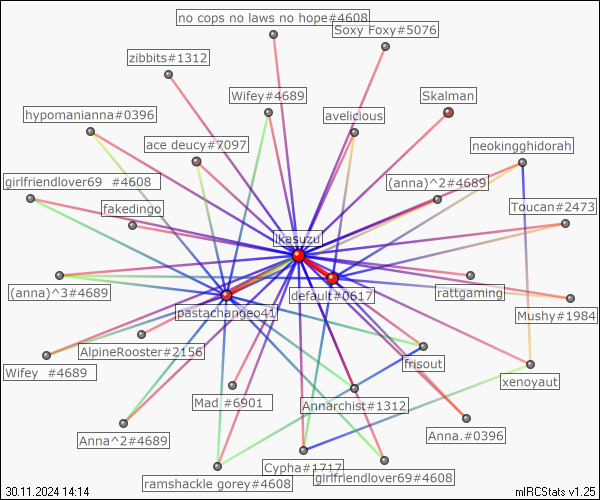 no cops no laws no hope#4608
Soxy Foxy#5076
zibbits#1312
Wifey#4689
Skalman
hypomanianna#0396
avelicious
ace deucy#7097
neokingghidorah
girlfriendlover69 #4608
(anna)^2#4689
fakedingo
Toucan#2473
ikasuzu
(anna)^3#4689
rattgaming
default#0617
Mushy#1984
pastachangeo41
AlpineRooster#2156
frisout
Wifey #4689
xenoyaut
Mad #6901
Annarchist#1312
Anna.#0396
Anna^2#4689
Cypha#1717
girlfriendlover69#4608
ramshackle gorey#4608
30.11.2024 14:14
mIRCStats v1.25